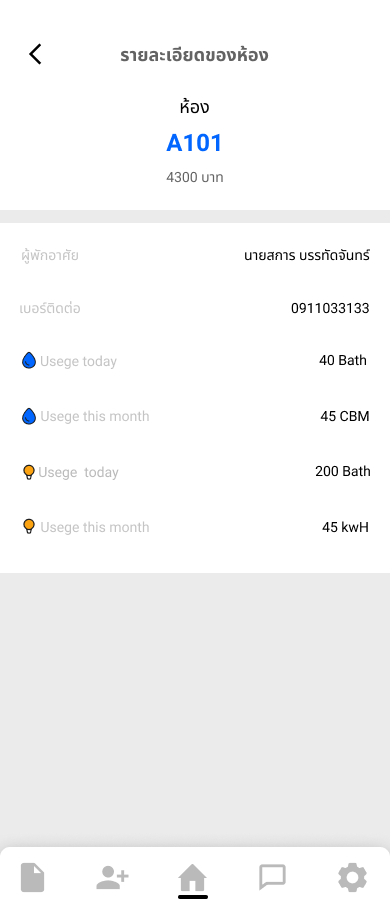 รายละเอียดของห้อง
ห้อง
A101
4300 บาท
ผู้พักอาศัย นายสการ บรรทัดจันทร์
เบอร์ติดต่อ 0911033133
Usege today 40 Bath
Usege this month 45 CBM
Usege today 200 Bath
Usege this month 45 kwH